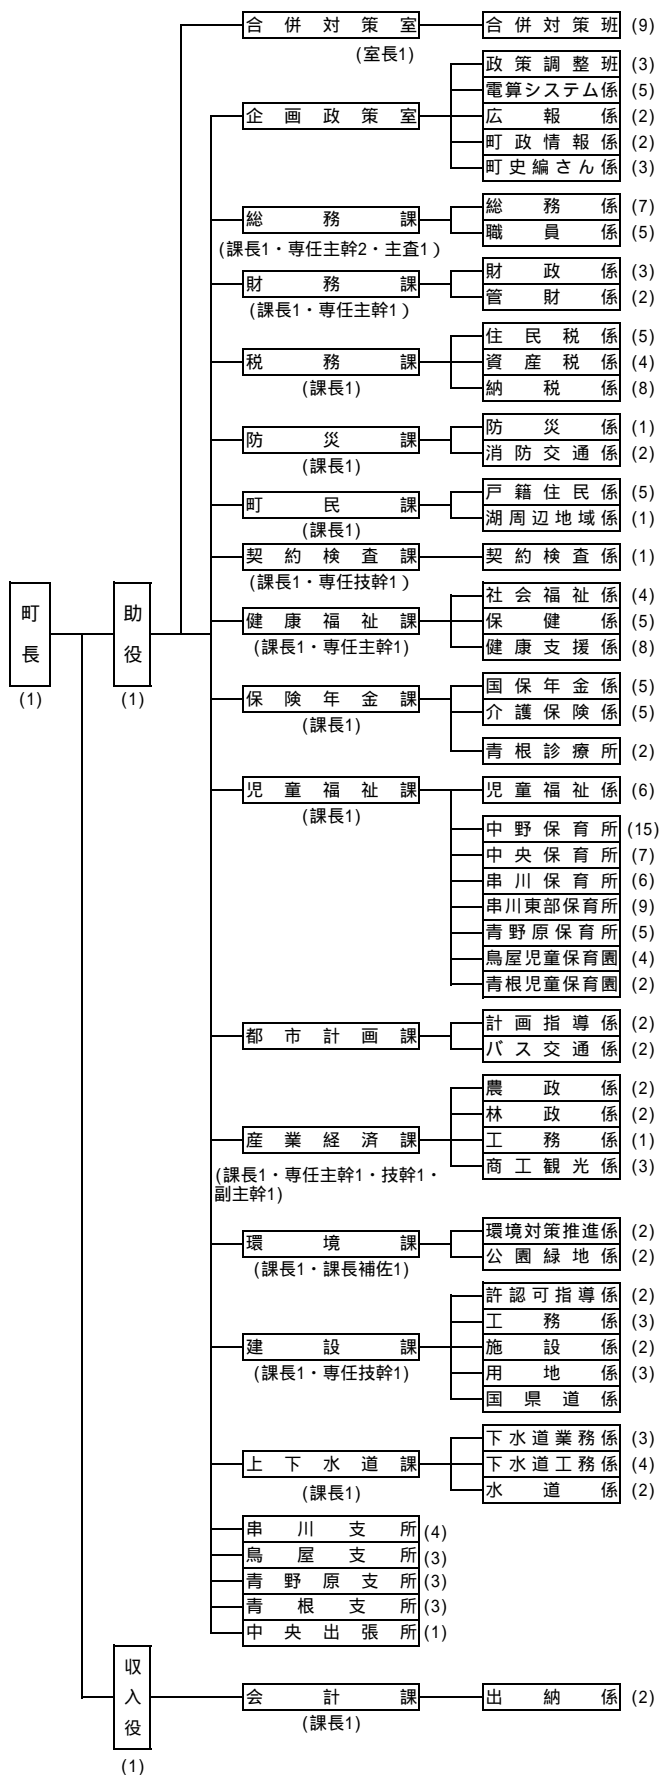 合併対策室
合併対策班 (9)
(室長1)
政策調整班 (3)
電算システム係 (5)
企画政策室
広報係 (2)
町政情報係 (2)
町史編さん係 (3)
総務課
総務係 (7)
職員係 (5)
(課長1・専任主幹2・主査1)
財務課
財政係 (3)
管財係 (2)
(課長1・専任主幹1)
税務課
住民税係 (5)
資産税係 (4)
納税係 (8)
(課長1)
防災課
防災係 (1)
消防交通係 (2)
(課長1)
町民課
戸籍住民係 (5)
湖周辺地域係 (1)
(課長1)
契約検査課
契約検査係 (1)
(課長1・専任技幹1)
町長
(1)
助役
(1)
健康福祉課
社会福祉係 (4)
保健係 (5)
健康支援係 (8)
(課長1・専任主幹1)
保険年金課
国保年金係 (5)
介護保険係 (5)
(課長1)
青根診療所 (2)
児童福祉課
児童福祉係 (6)
(課長1)
中野保育所 (15)
中央保育所 (7)
串川保育所 (6)
串川東部保育所 (9)
青野原保育所 (5)
鳥屋児童保育園 (4)
青根児童保育園 (2)
都市計画課
計画指導係 (2)
バス交通係 (2)
農政係 (2)
林政係 (2)
産業経済課
工務係 (1)
商工観光係 (3)
(課長1・専任主幹1・技幹1・
副主幹1)
環境課
環境対策推進係 (2)
公園緑地係 (2)
(課長1・課長補佐1)
許認可指導係 (2)
工務係 (3)
建設課
施設係 (2)
(課長1・専任技幹1)
用地係 (3)
国県道係
下水道業務係 (3)
上下水道課
下水道工務係 (4)
水道係 (2)
(課長1)
串川支所 (4)
鳥屋支所 (3)
青野原支所 (3)
青根支所 (3)
中央出張所 (1)
収入役
(1)
会計課
出納係 (2)
(課長1)